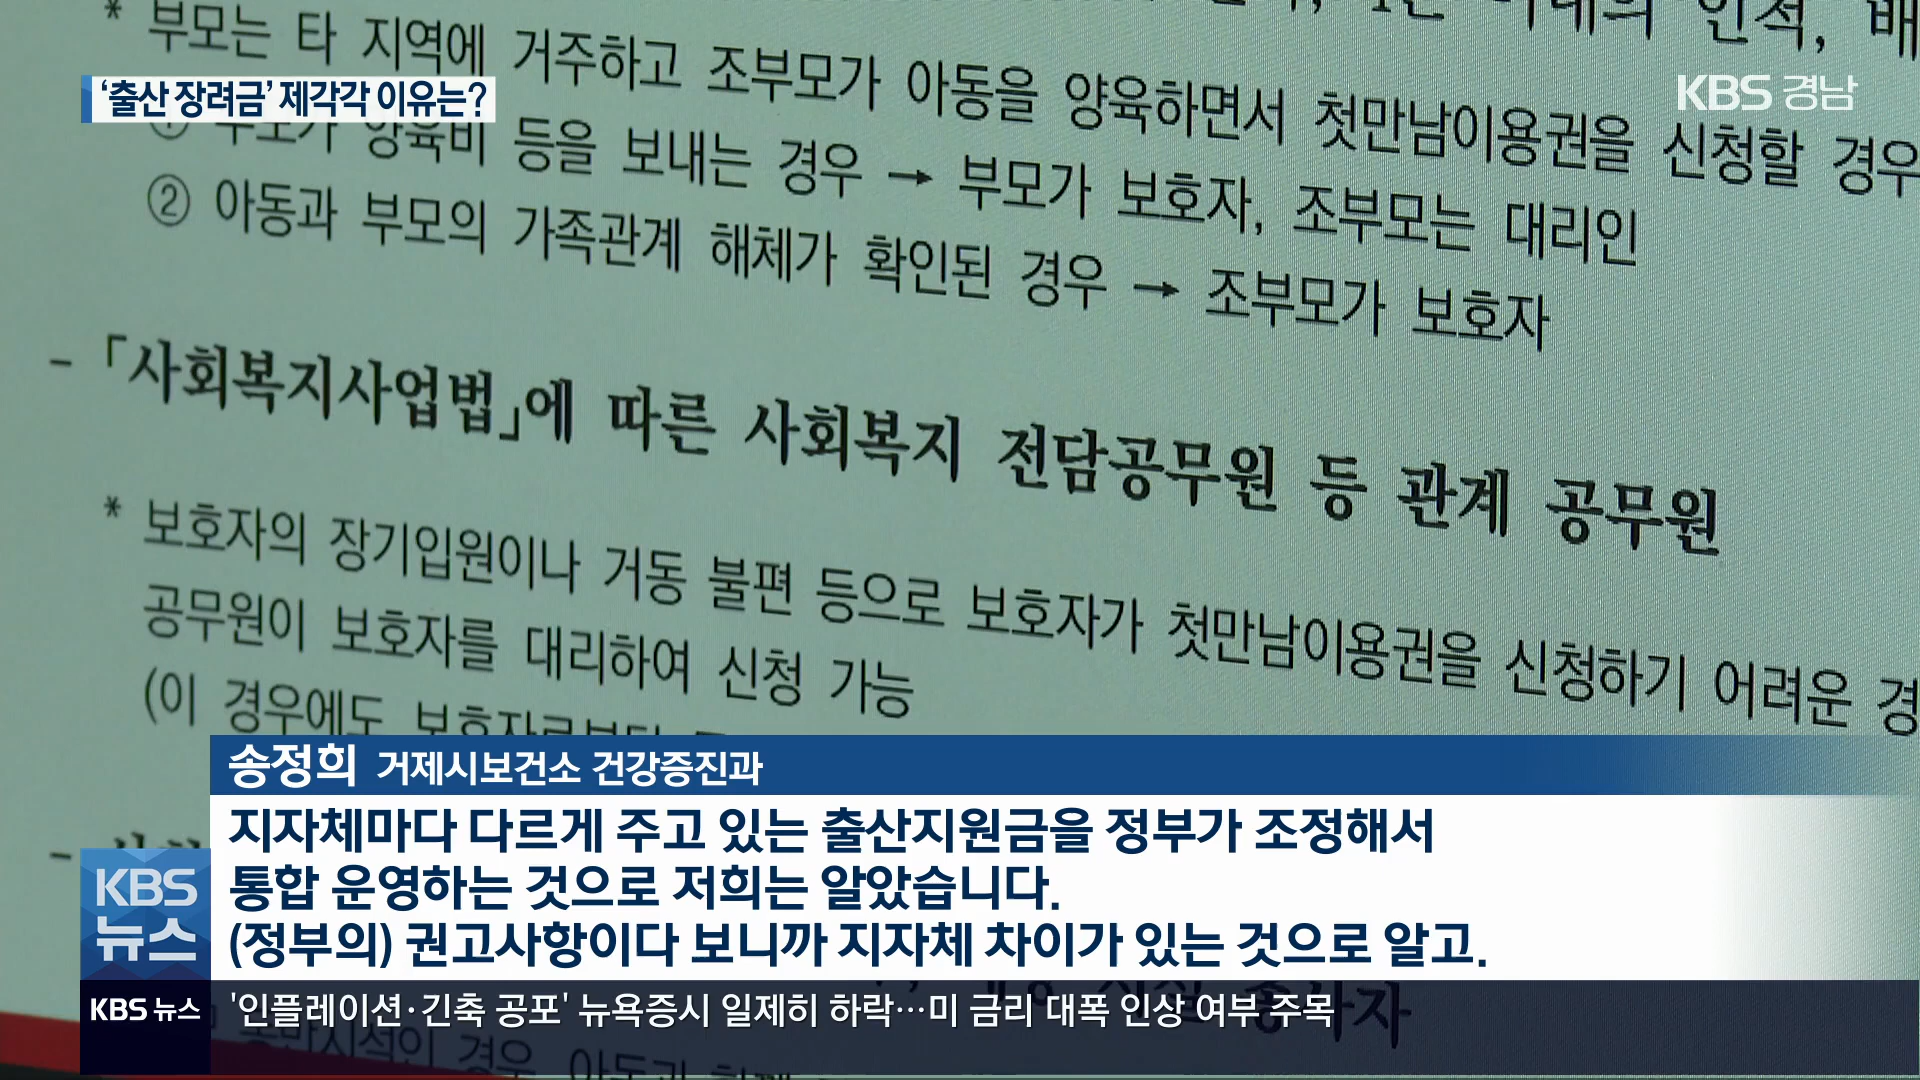 * 부모는 타 지역에 거주하고 조부모가 아동을 양육하면서 첫만남이용권을 신청할 경우
‘출산 장려금’ 제각각 이유는?
KBS 경남
① 부모가 양육비 등을 보내는 경우 → 부모가 보호자, 조부모는 대리인
② 아동과 부모의 가족관계 해체가 확인된 경우 → 조부모가 보호자
- 「사회복지사업법」에 따른 사회복지 전담공무원 등 관계 공무원
* 보호자의 장기입원이나 거동 불편 등으로 보호자가 첫만남이용권을 신청하기 어려운
공무원이 보호자를 대리하여 신청 가능
(이 경우에도
송정희 거제시보건소 건강증진과
지자체마다 다르게 주고 있는 출산지원금을 정부가 조정해서
통합 운영하는 것으로 저희는 알았습니다.
(정부의) 권고사항이다 보니까 지자체 차이가 있는 것으로 알고.
KBS
뉴스
KBS 뉴스 '인플레이션·긴축 공포' 뉴욕증시 일제히 하락…미 금리 대폭 인상 여부 주목